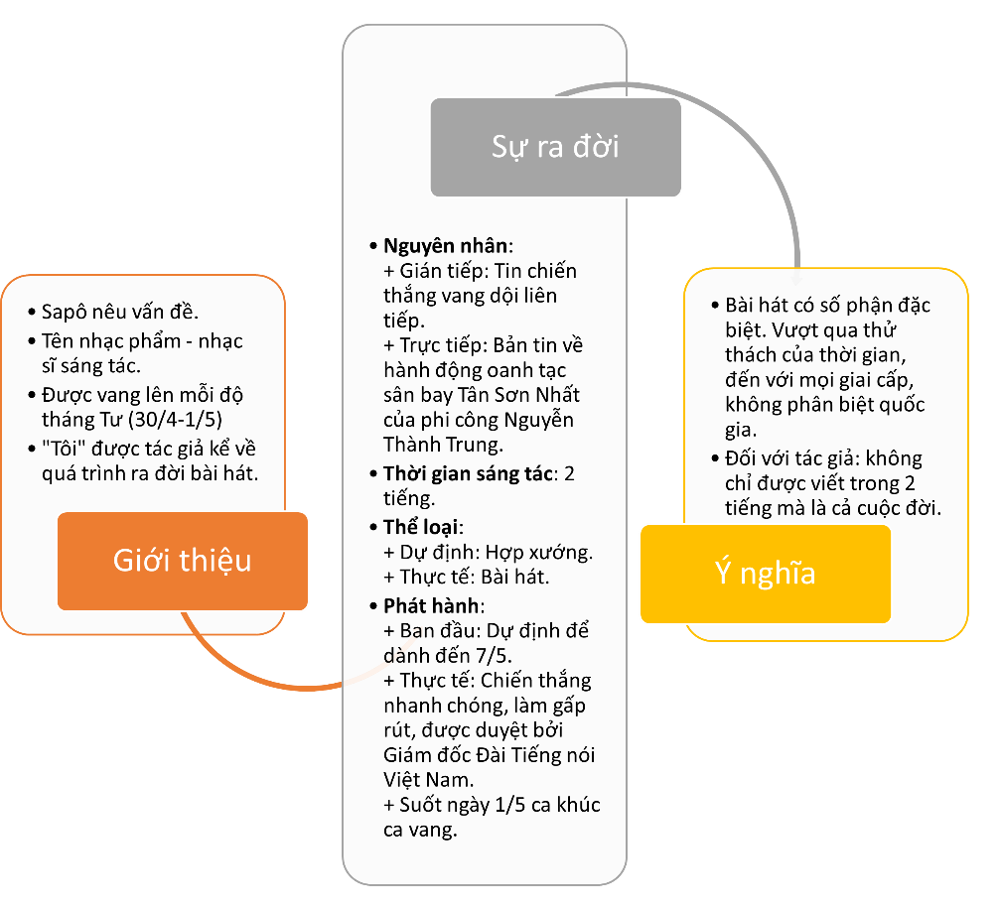 • Sapô nêu vấn đề.
• Tên nhạc phẩm - nhạc
sĩ sáng tác.
• Được vang lên mỗi độ
tháng Tư (30/4-1/5)
• "Tôi" được tác giả kể về
quá trình ra đời bài hát.
Giới thiệu
Sự ra đời
• Nguyên nhân:
+ Gián tiếp: Tin chiến
thắng vang dội liên
tiếp.
+ Trực tiếp: Bản tin về
hành động oanh tạc
sân bay Tân Sơn Nhất
của phi công Nguyễn
Thành Trung.
• Thời gian sáng tác: 2
tiếng.
• Thể loại:
+ Dự định: Hợp xướng.
+ Thực tế: Bài hát.
• Phát hành:
+ Ban đầu: Dự định để
dành đến 7/5.
+ Thực tế: Chiến thắng
nhanh chóng, làm gấp
rút, được duyệt bởi
Giám đốc Đài Tiếng nói
Việt Nam.
+ Suốt ngày 1/5 ca khúc
ca vang.
• Bài hát có số phận đặc
biệt. Vượt qua thử
thách của thời gian,
đến với mọi giai cấp,
không phân biệt quốc
gia.
• Đối với tác giả: không
chỉ được viết trong 2
tiếng mà là cả cuộc đời.
Ý nghĩa